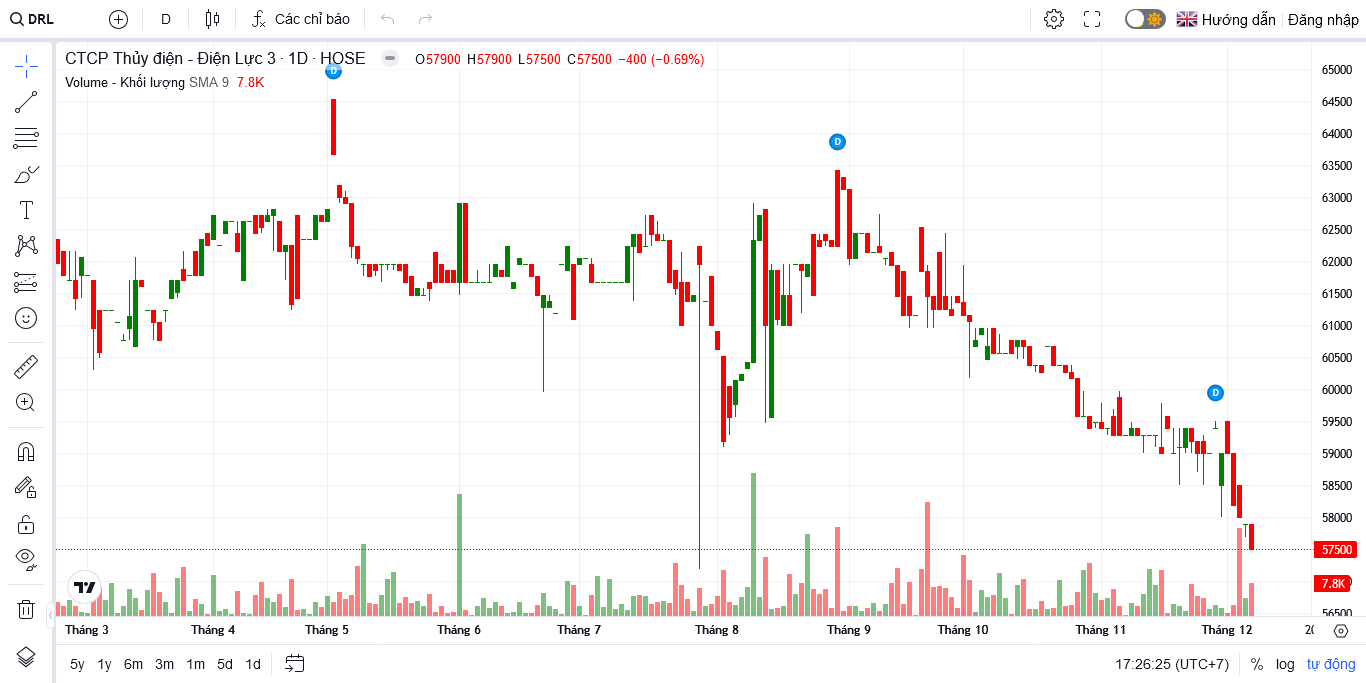 DRL D Các chỉ báo Hướng dẫn Đăng nhập
CTCP Thủy điện - Điện Lực 3 · 1D · HOSE O57900 H57900 L57500 C57500 −400 (−0.69%)
Volume - Khối lượng SMA 9 7.8K
D
D
D
65000
64500
64000
63500
63000
62500
62000
61500
61000
60500
60000
59500
59000
58500
58000
57500
7.8K
56500
Tháng 3 Tháng 4 Tháng 5 Tháng 6 Tháng 7 Tháng 8 Tháng 9 Tháng 10 Tháng 11 Tháng 12
5y 1y 6m 3m 1m 5d 1d 17:26:25 (UTC+7) % log tự động